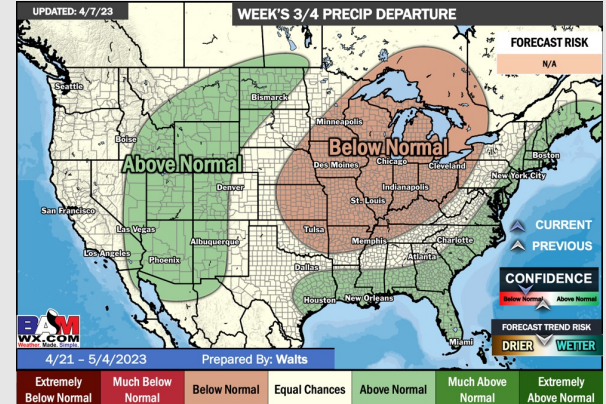 UPDATED: 4/7/23
WEEK'S 3/4 PRECIP DEPARTURE
FORECAST RISK
N/A
Seattle
Bismarck
Minneapolis
Boise
Below Normal
Above Normal
Boston
Des Moines
Chicago
Cleveland
New York City
Denver
Indianapolis
St. Louis
San Francisco
Las Vegas
Tulsa
CURRENT
Albuquerque
Memphis
Charlotte
PREVIOUS
Los Angeles
Phoenix
Atlanta
Dallas
CONFIDENCE
Houston
New Orleans
Below Normal
Above Normal
BAM
WX.COM
Weather. Made. Simple.
FORECAST TREND RISK
DRIER
WETTER
Miami
4/21 – 5/4/2023
Prepared By: Walts
Extremely
Below Normal
Much Below
Normal
Below Normal
Equal Chances
Above Normal
Much Above
Normal
Extremely
Above Normal